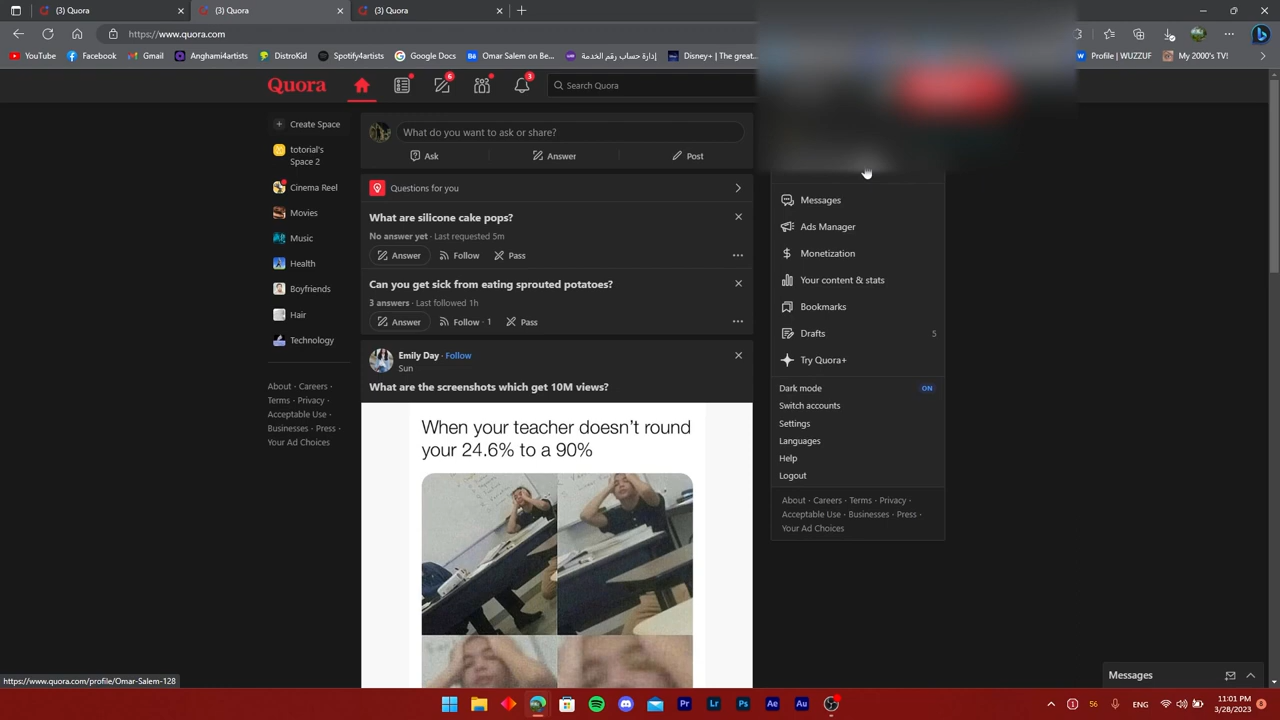 (3) Quora
(3) Quora
(3) Quora
https://www.quora.com
YouTube
Facebook
Gmail
Anghami4artists
DistroKid
Spotify4artists
Google Docs
Omar Salem on Be...
إدارة حساب رقم الخدمة
Disney+ | The great...
Profile | WUZZUF
My 2000's TV!
Quora
6
3
Search Quora
Create Space
totorial's
Space 2
Cinema Reel
Movies
Music
Health
Boyfriends
Hair
Technology
About · Careers ·
Terms · Privacy ·
Acceptable Use ·
Businesses · Press ·
Your Ad Choices
What do you want to ask or share?
Ask
Answer
Post
Questions for you
What are silicone cake pops?
No answer yet · Last requested 5m
Answer
Follow
Pass
Can you get sick from eating sprouted potatoes?
3 answers · Last followed 1h
Answer
Follow · 1
Pass
Emily Day · Follow
Sun
What are the screenshots which get 10M views?
When your teacher doesn't round
your 24.6% to a 90%
Messages
Ads Manager
Monetization
Your content & stats
Bookmarks
Drafts 5
Try Quora+
Dark mode ON
Switch accounts
Settings
Languages
Help
Logout
About · Careers · Terms · Privacy ·
Acceptable Use · Businesses · Press ·
Your Ad Choices
Messages
https://www.quora.com/profile/Omar-Salem-128
Pr
Lr
Ps
Ae
Au
56
ENG
11:01 PM
3/28/2023